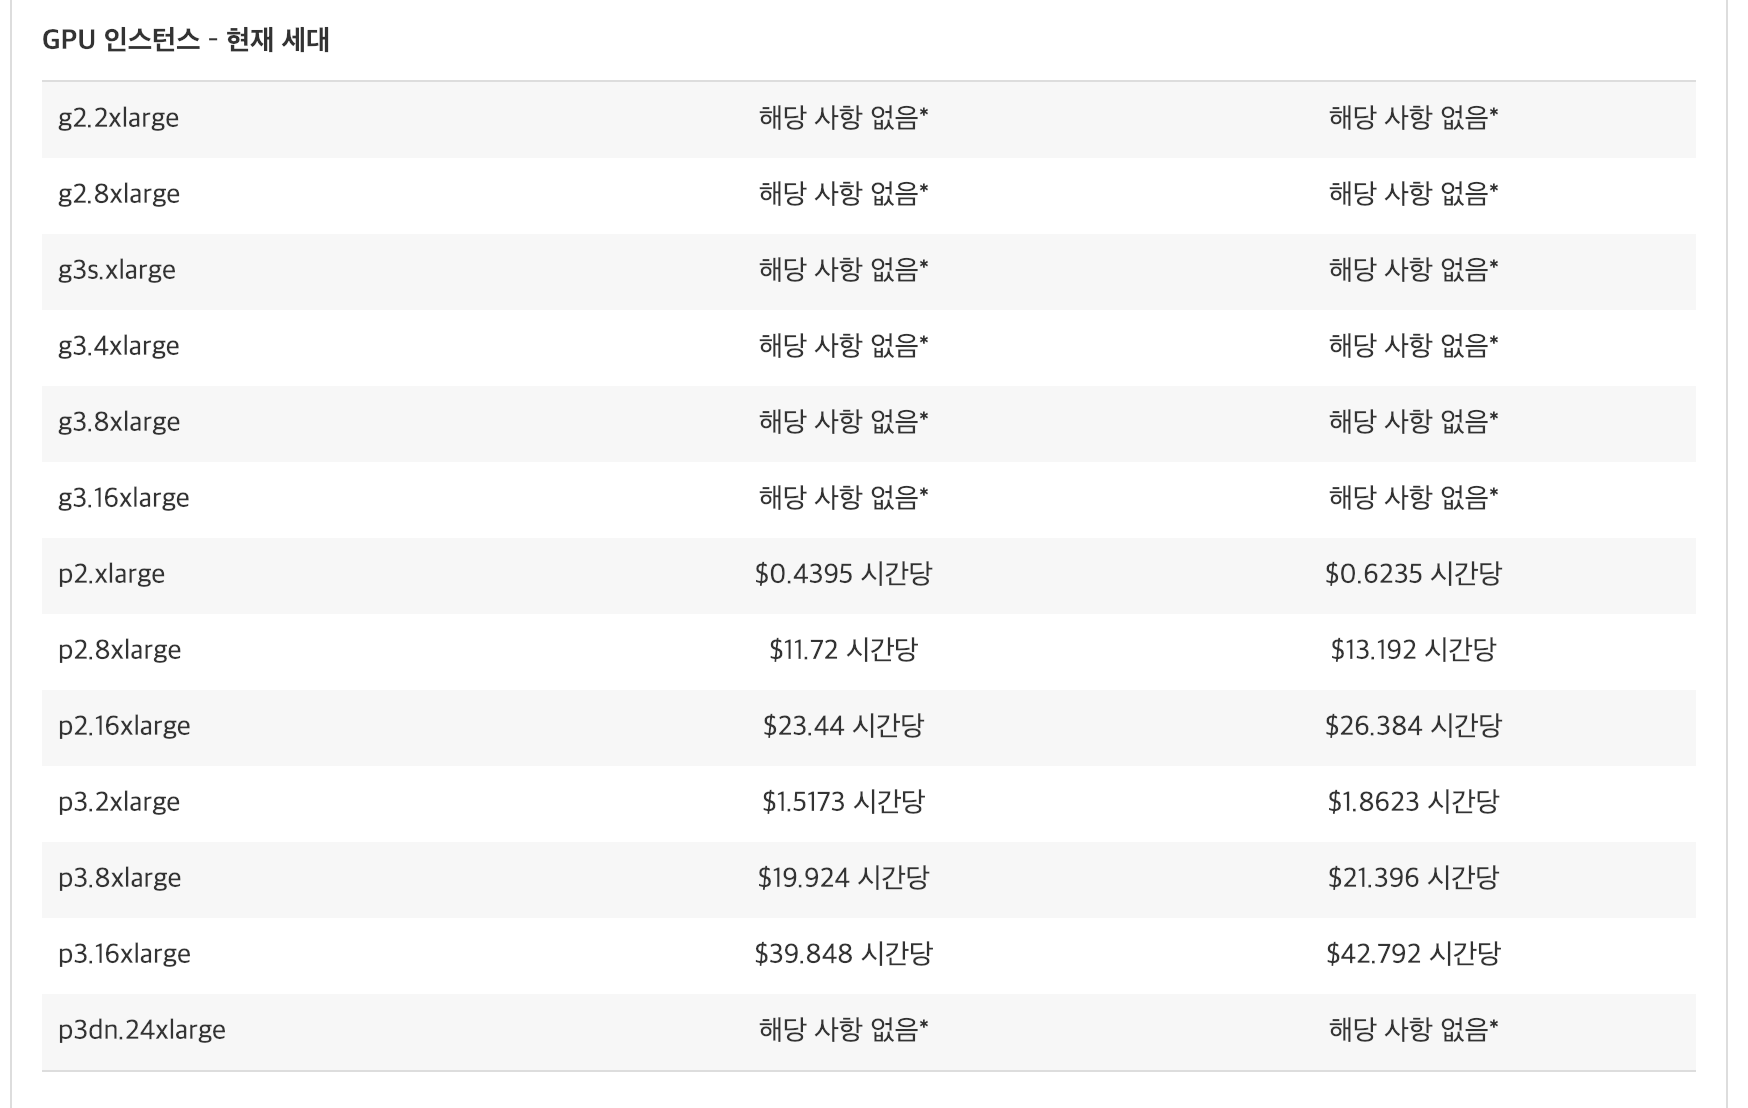 GPU 인스턴스 - 현재 세대
g2.2xlarge 해당 사항 없음* 해당 사항 없음*
g2.8xlarge 해당 사항 없음* 해당 사항 없음*
g3s.xlarge 해당 사항 없음* 해당 사항 없음*
g3.4xlarge 해당 사항 없음* 해당 사항 없음*
g3.8xlarge 해당 사항 없음* 해당 사항 없음*
g3.16xlarge 해당 사항 없음* 해당 사항 없음*
p2.xlarge $0.4395 시간당 $0.6235 시간당
p2.8xlarge $11.72 시간당 $13.192 시간당
p2.16xlarge $23.44 시간당 $26.384 시간당
p3.2xlarge $1.5173 시간당 $1.8623 시간당
p3.8xlarge $19.924 시간당 $21.396 시간당
p3.16xlarge $39.848 시간당 $42.792 시간당
p3dn.24xlarge 해당 사항 없음* 해당 사항 없음*